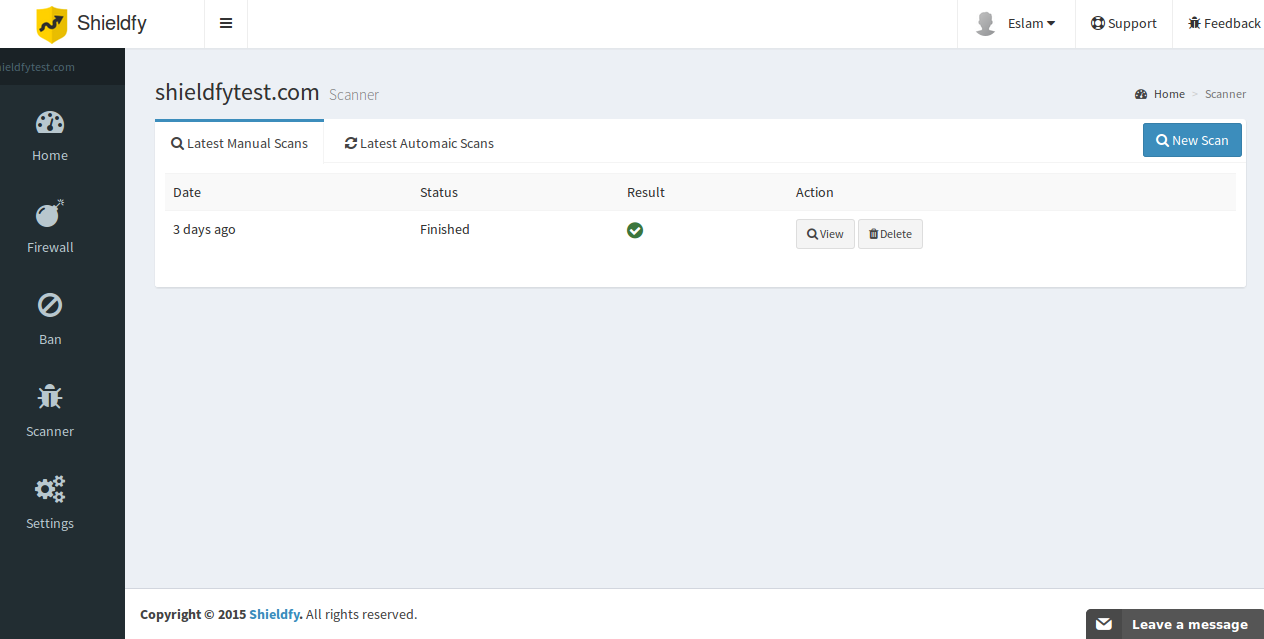 Shieldfy
Eslam
Support
Feedback
ieldfytest.com
shieldfytest.com Scanner
Home > Scanner
Home
Firewall
Ban
Scanner
Settings
Latest Manual Scans
Latest Automaic Scans
New Scan
Date Status Result Action
3 days ago Finished View Delete
Copyright © 2015 Shieldfy. All rights reserved.
Leave a message